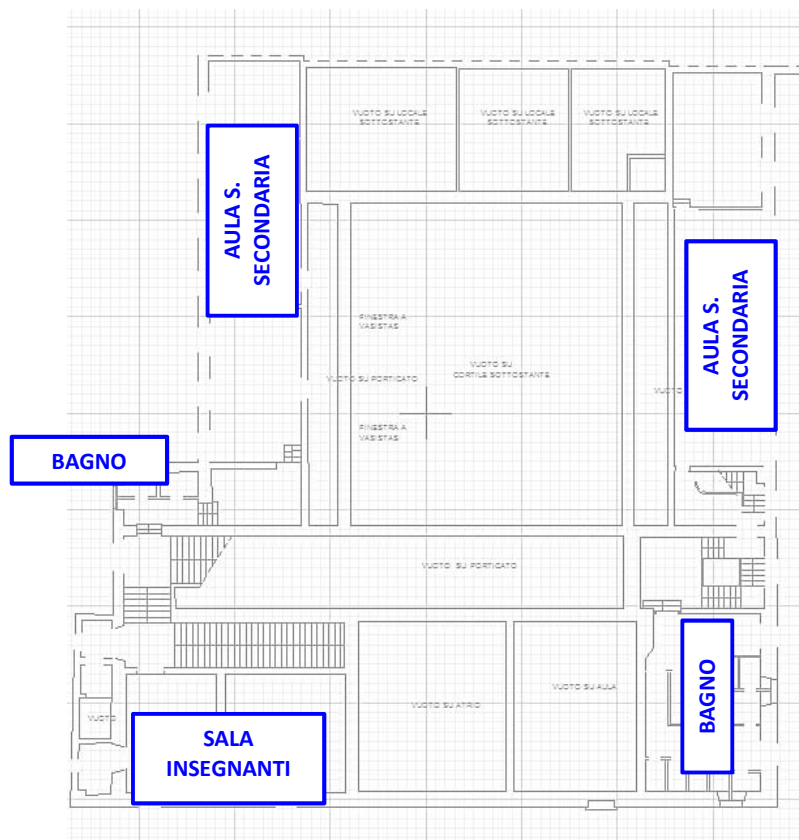 VUOTO SU LOCALE
SOTTOSTANTE
VUOTO SU LOCALE
SOTTOSTANTE
VUOTO SU LOCALE
SOTTOSTANTE
AULA S.
SECONDARIA
AULA S.
SECONDARIA
FINESTRA A
VASISTAS
VUOTO SU
CORTILE SOTTOSTANTE
VUOTO SU PORTICATO
VUOTO
FINESTRA A
VASISTAS
BAGNO
VUOTO SU PORTICATO
VUOTO SU AULA
BAGNO
VUOTO SU ATRIO
VUOTO
SALA
INSEGNANTI